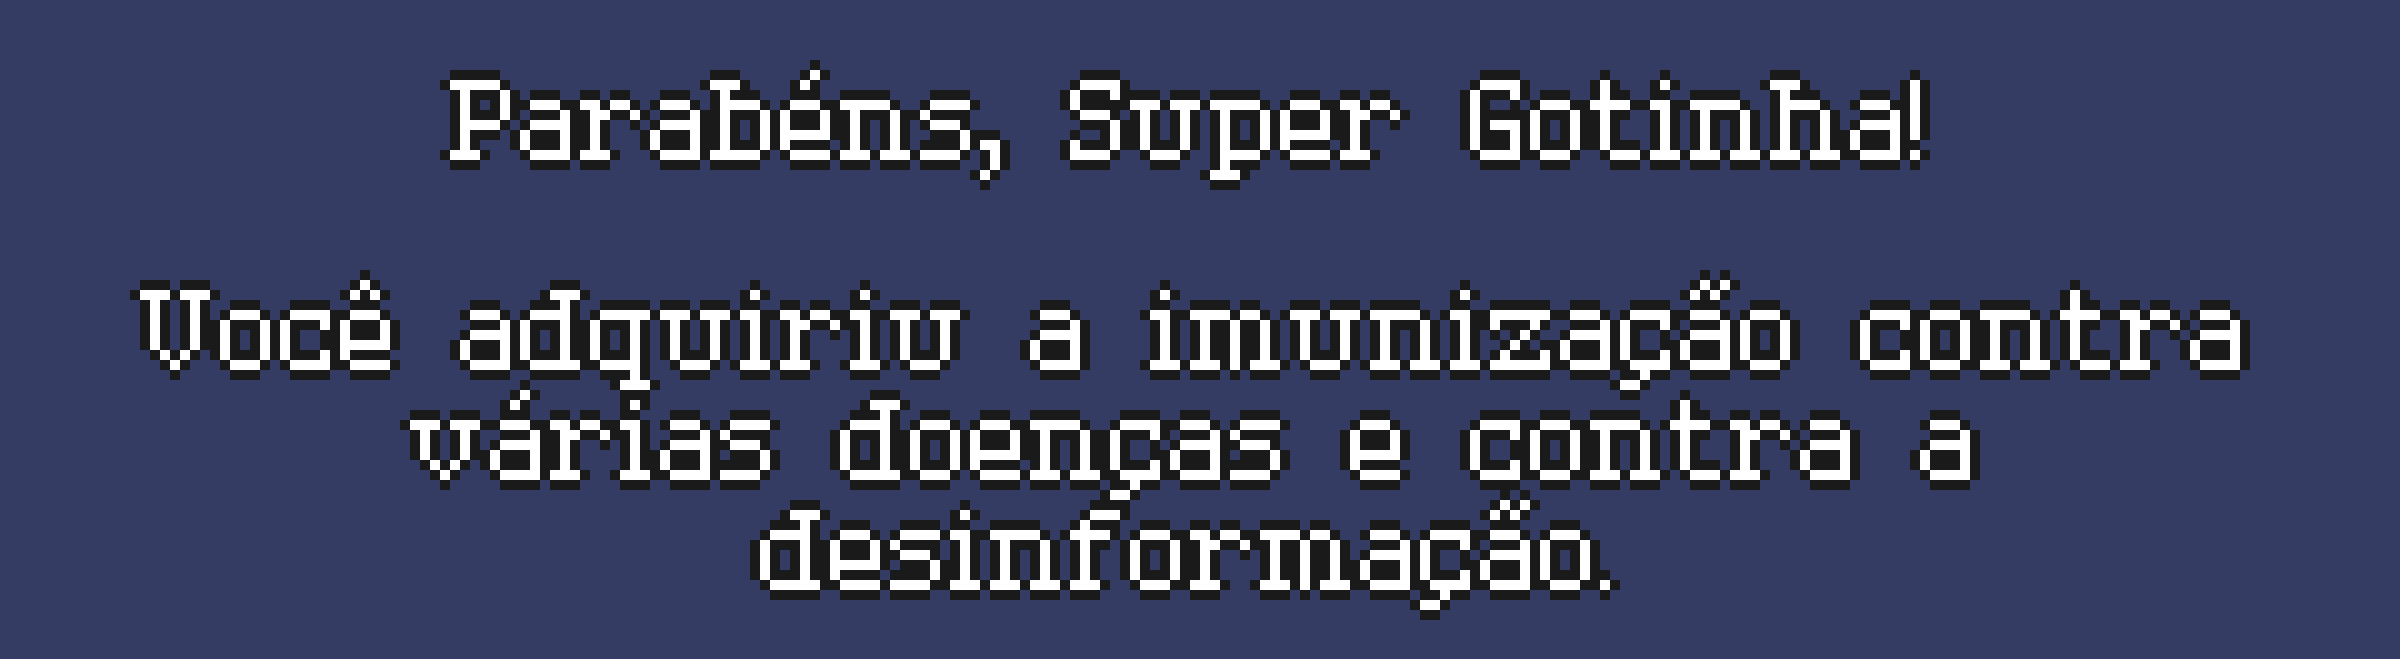 Parabéns, Super Gotinha!
Você adquiriu a imunização contra
várias doenças e contra a
desinformação.